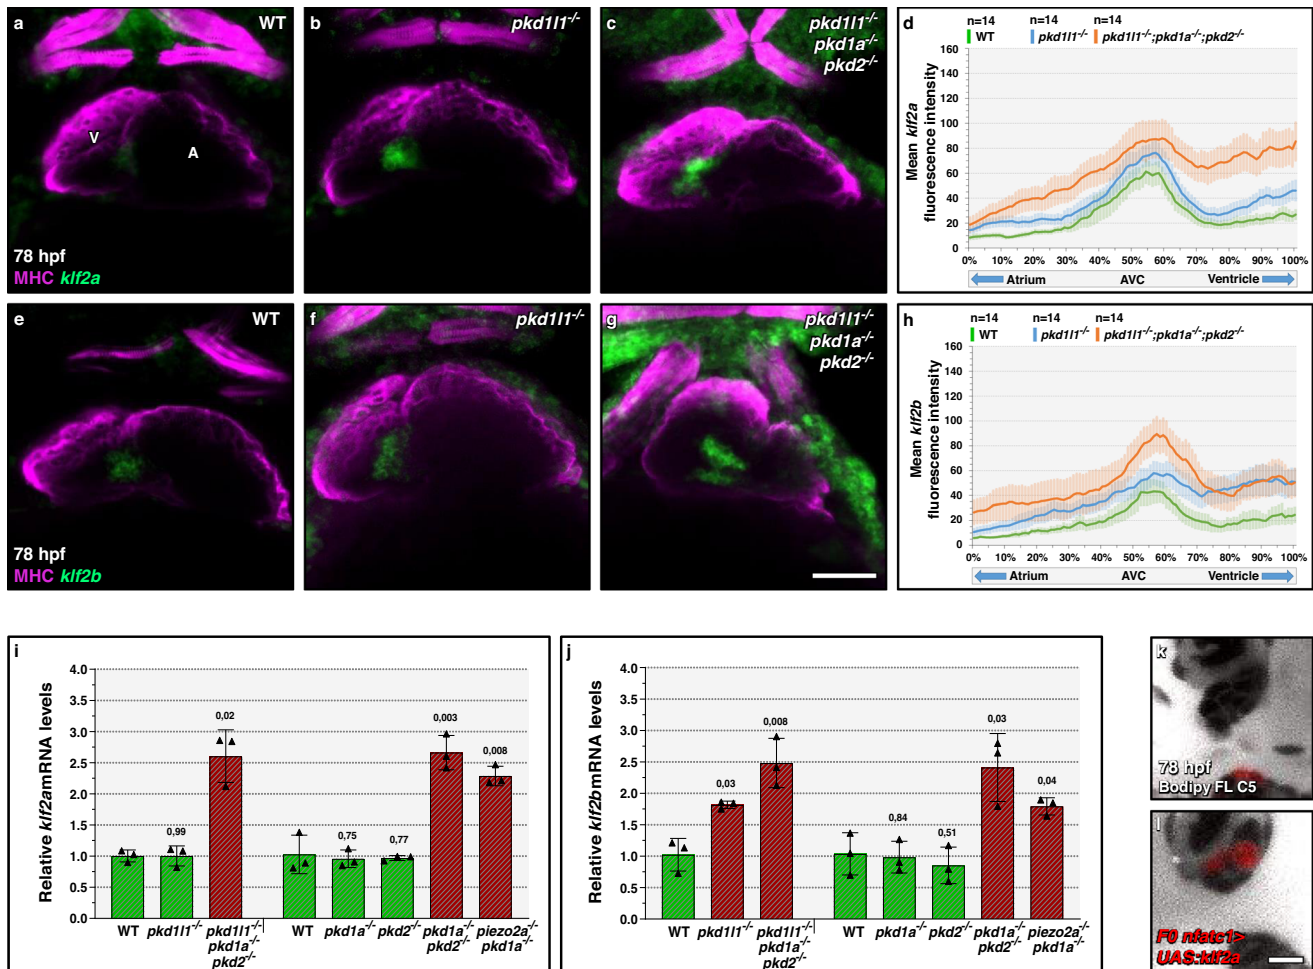 a WT
V
A
78 hpf
MHC klf2a
b pkd1l1-/-
c pkd1l1-/-
pkd1a-/-
pkd2-/-
d n=14 n=14 n=14
WT pkd1l1-/- pkd1l1-/-;pkd1a-/-;pkd2-/-
Mean klf2a
fluorescence intensity
160
140
120
100
80
60
40
20
0
0% 10% 20% 30% 40% 50% 60% 70% 80% 90% 100%
Atrium AVC Ventricle
e WT
78 hpf
MHC klf2b
f pkd1l1-/-
g pkd1l1-/-
pkd1a-/-
pkd2-/-
h n=14 n=14 n=14
WT pkd1l1-/- pkd1l1-/-;pkd1a-/-;pkd2-/-
Mean klf2b
fluorescence intensity
160
140
120
100
80
60
40
20
0
0% 10% 20% 30% 40% 50% 60% 70% 80% 90% 100%
Atrium AVC Ventricle
i
Relative klf2amRNA levels
4.0
3.5
3.0
2.5
2.0
1.5
1.0
0.5
0.0
0,99 0,02 0,75 0,77 0,003 0,008
WT pkd1l1-/- pkd1l1-/- WT pkd1a-/- pkd2-/- pkd1a-/- piezo2a-/-
pkd1a-/- pkd2-/- pkd1a-/-
pkd2-/-
j
Relative klf2bmRNA levels
4.0
3.5
3.0
2.5
2.0
1.5
1.0
0.5
0.0
0,03 0,008 0,84 0,51 0,03 0,04
WT pkd1l1-/- pkd1l1-/- WT pkd1a-/- pkd2-/- pkd1a-/- piezo2a-/-
pkd1a-/- pkd2-/- pkd1a-/-
pkd2-/-
k
78 hpf
Bodipy FL C5
l
F0 nfatc1>
UAS:klf2a